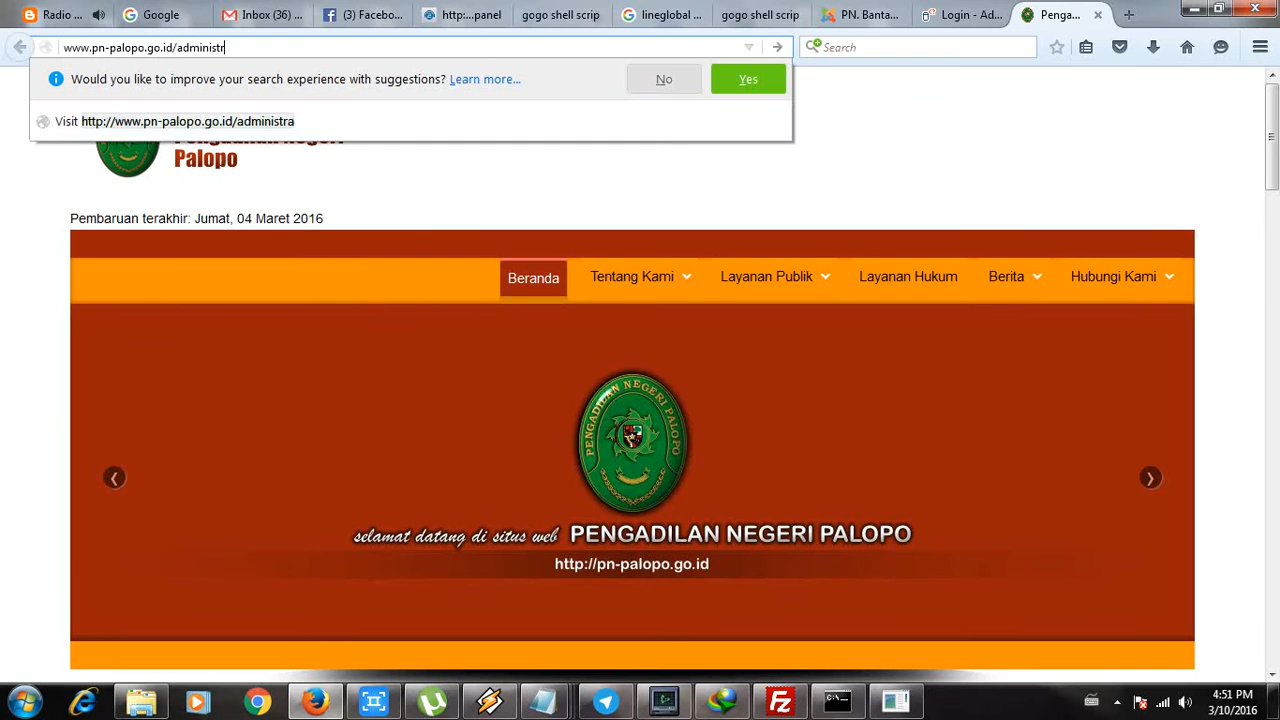 Radio ...
Google
Inbox (36) ...
(3) Facebo...
http:...panel
gogo shell scrip
lineglobal ...
gogo shell scrip
PN. Banta...
Login - Ad...
Penga...
www.pn-palopo.go.id/administr
Search
Would you like to improve your search experience with suggestions? Learn more...
No
Yes
Visit http://www.pn-palopo.go.id/administra
Palopo
Pembaruan terakhir: Jumat, 04 Maret 2016
Beranda
Tentang Kami
Layanan Publik
Layanan Hukum
Berita
Hubungi Kami
PENGADILAN NEGERI PALOPO
selamat datang di situs web PENGADILAN NEGERI PALOPO
http://pn-palopo.go.id
4:51 PM
3/10/2016